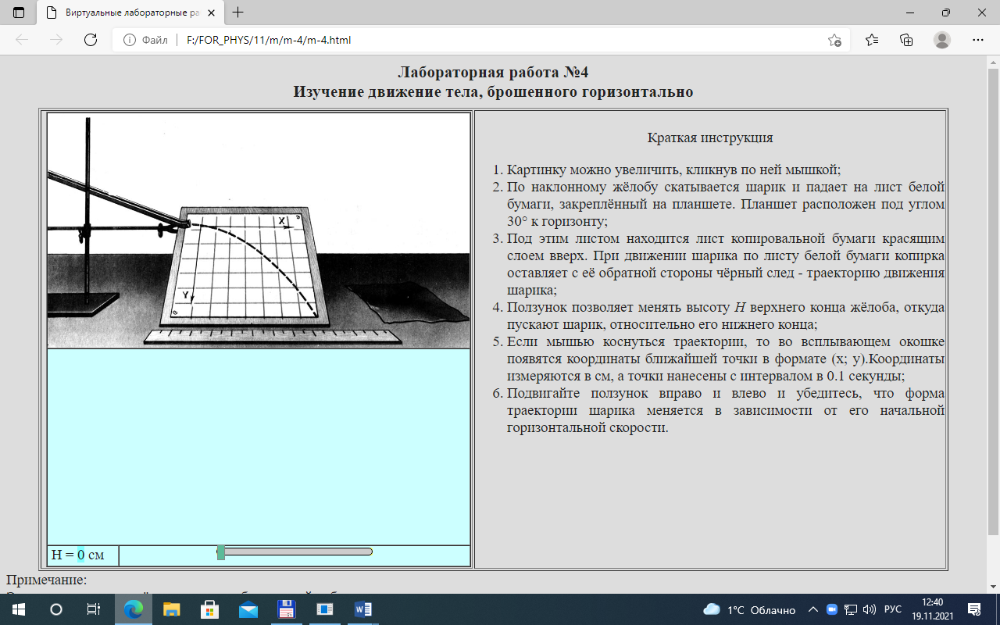 Виртуальные лабораторные ра
Файл
F:/FOR_PHYS/11/m/m-4/m-4.html
Лабораторная работа №4
Изучение движение тела, брошенного горизонтально
X
Y
Краткая инструкция
1. Картинку можно увеличить, кликнув по ней мышкой;
2. По наклонному жёлобу скатывается шарик и падает на лист белой
бумаги, закреплённый на планшете. Планшет расположен под углом
30° к горизонту;
3. Под этим листом находится лист копировальной бумаги красящим
слоем вверх. При движении шарика по листу белой бумаги копирка
оставляет с её обратной стороны чёрный след - траекторию движения
шарика;
4. Ползунок позволяет менять высоту H верхнего конца жёлоба, откуда
пускают шарик, относительно его нижнего конца;
5. Если мышью коснуться траектории, то во всплывающем окошке
появятся координаты ближайшей точки в формате (x; y).Координаты
измеряются в см, а точки нанесены с интервалом в 0.1 секунды;
6. Подвигайте ползунок вправо и влево и убедитесь, что форма
траектории шарика меняется в зависимости от его начальной
горизонтальной скорости.
H = 0 см
Примечание:
1°C Облачно
РУС
12:40
19.11.2021